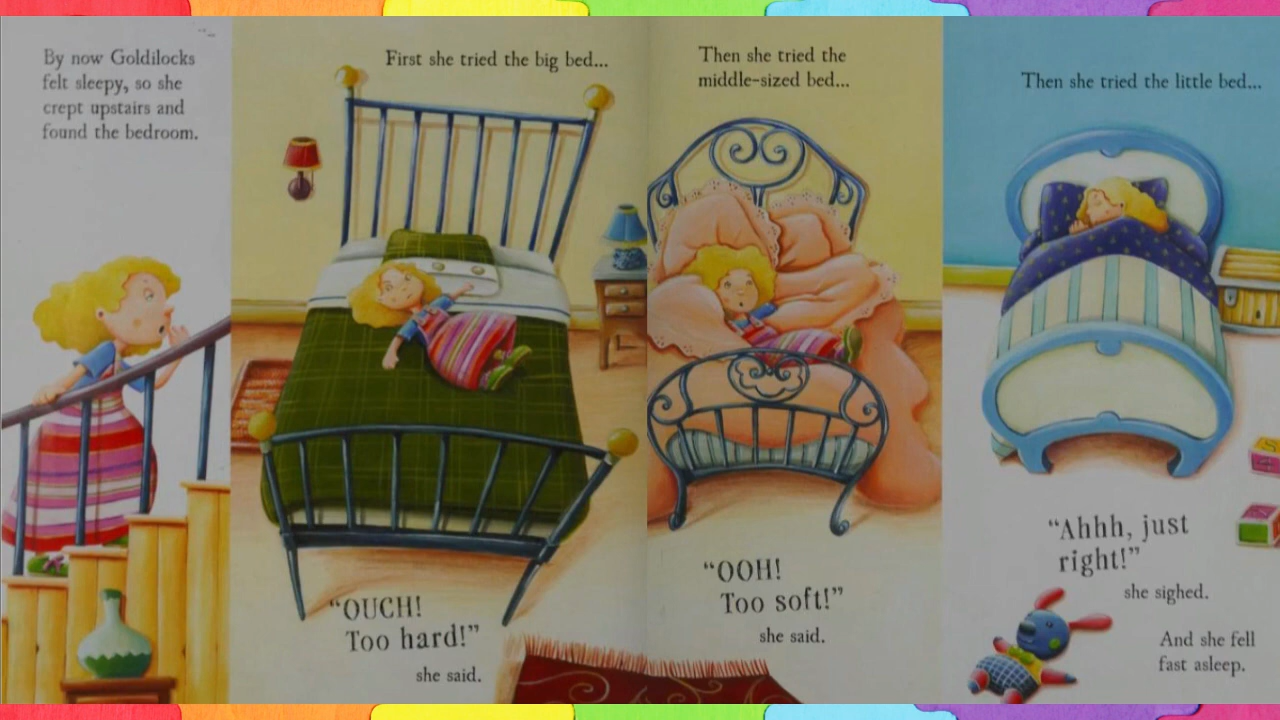 By now Goldilocks
felt sleepy, so she
crept upstairs and
found the bedroom.
First she tried the big bed...
“OUCH!
Too hard!”
she said.
Then she tried the
middle-sized bed...
“OOH!
Too soft!”
she said.
Then she tried the little bed...
“Ahhh, just
right!”
she sighed.
And she fell
fast asleep.